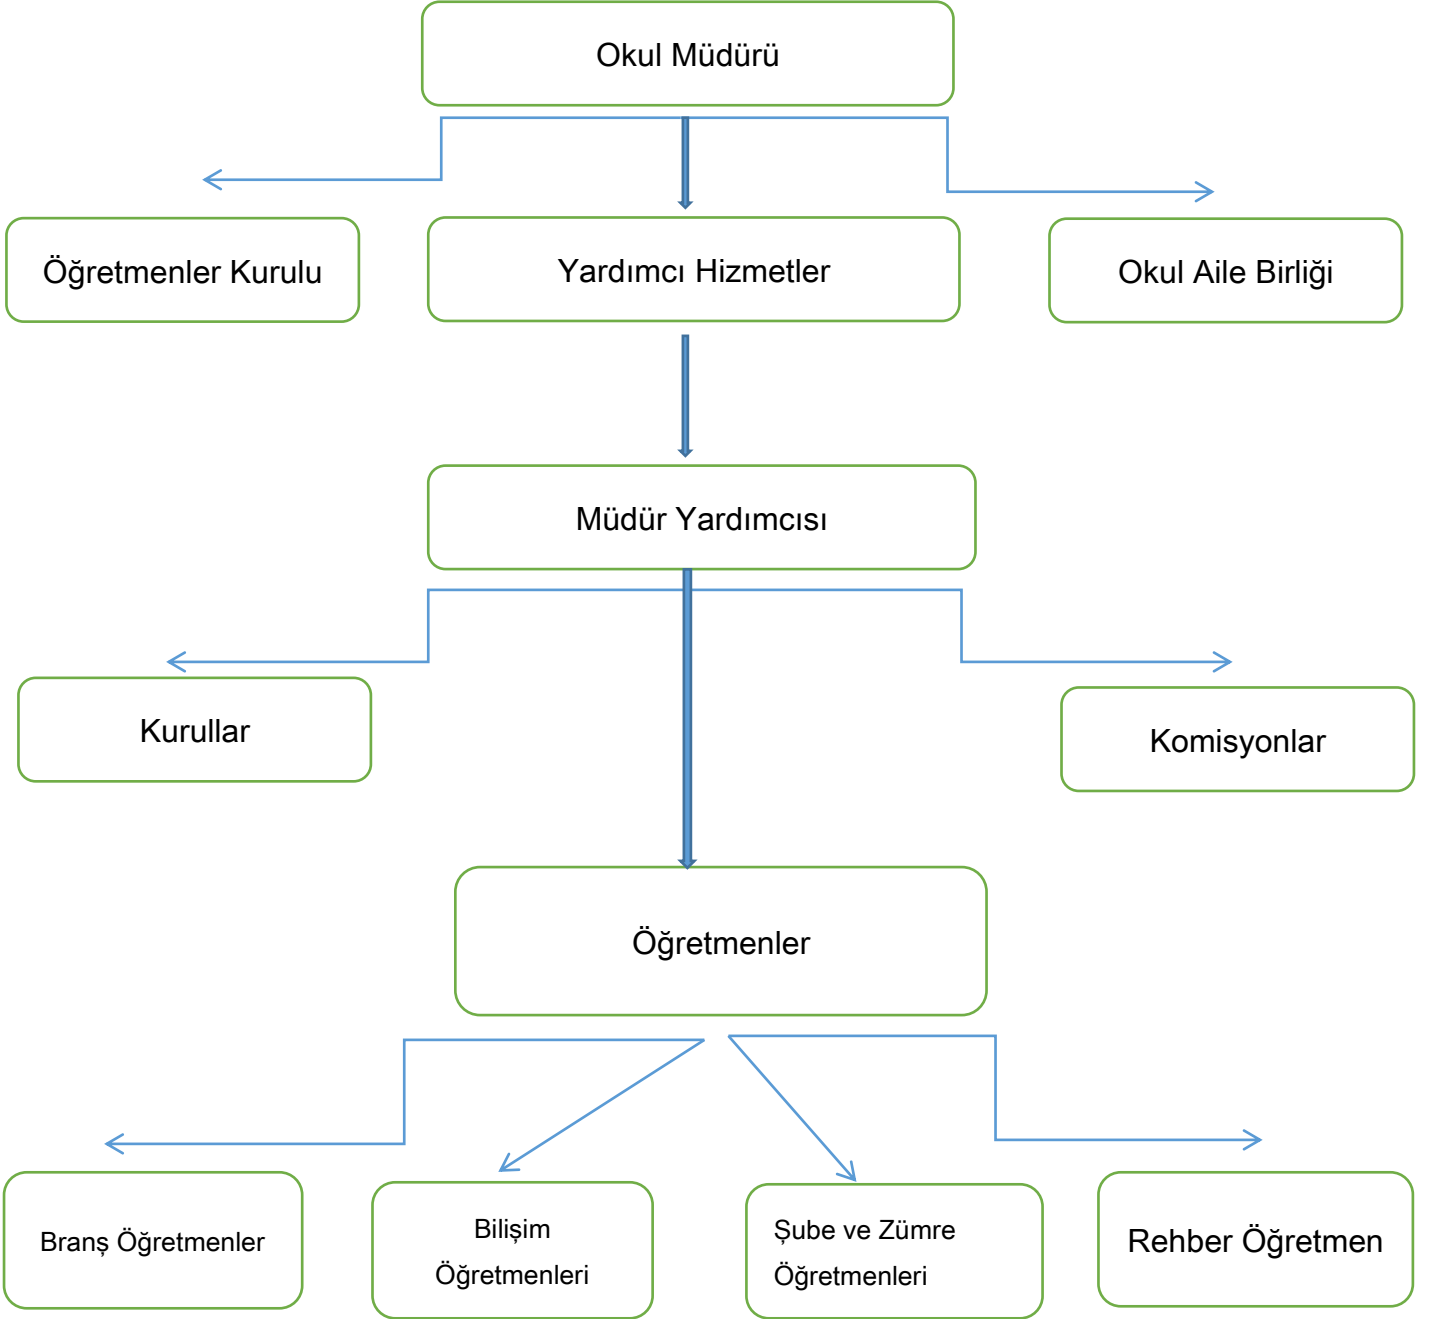 Okul Müdürü
Öğretmenler Kurulu
Yardımcı Hizmetler
Okul Aile Birliği
Müdür Yardımcısı
Kurullar
Komisyonlar
Öğretmenler
Branş Öğretmenler
Bilişim
Öğretmenleri
Şube ve Zümre
Öğretmenleri
Rehber Öğretmen